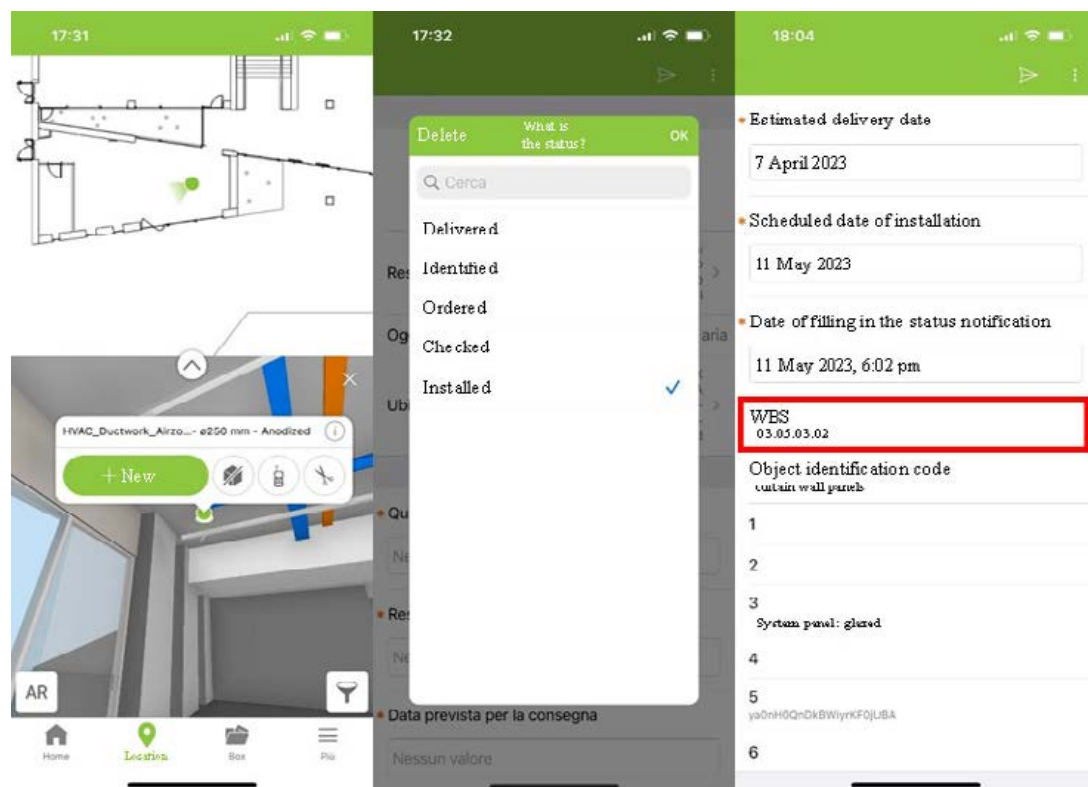 17:31
HVAC_Ductwork_Airzo...- ø250 mm - Anodized
+ New
AR
Home
Location
Box
Più
17:32
Delete
What is
the status?
OK
Cerca
Delivered
Identified
Ordered
Checked
Installed
Res
Ogg
aria
Ubi
Qu
Ne
Res
Ne
Data prevista per la consegna
Nessun valore
18:04
Estimated delivery date
7 April 2023
Scheduled date of installation
11 May 2023
Date of filling in the status notification
11 May 2023, 6:02 pm
WBS
03.05.03.02
Object identification code
curtain wall panels
1
2
3
System panel: glazed
4
5
ya0nH0QnDkBWiyrKF0jUBA
6